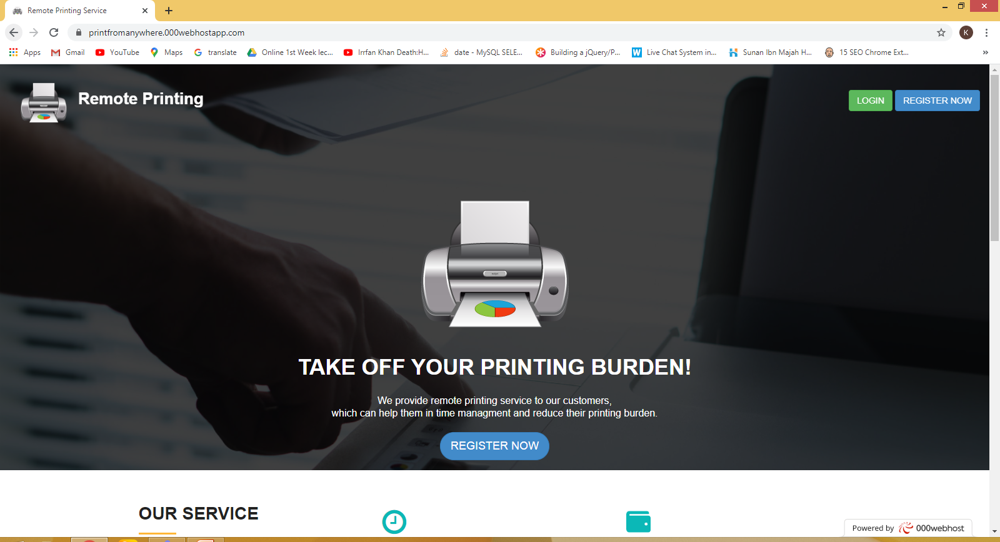 Remote Printing Service
printfromanywhere.000webhostapp.com
K
Apps
Gmail
YouTube
Maps
translate
Online 1st Week lec...
Irrfan Khan Death:H...
date - MySQL SELE...
Building a jQuery/P...
Live Chat System in...
Sunan Ibn Majah H...
15 SEO Chrome Ext...
»
Remote Printing
LOGIN
REGISTER NOW
TAKE OFF YOUR PRINTING BURDEN!
We provide remote printing service to our customers,
which can help them in time managment and reduce their printing burden.
REGISTER NOW
OUR SERVICE
Powered by 000webhost